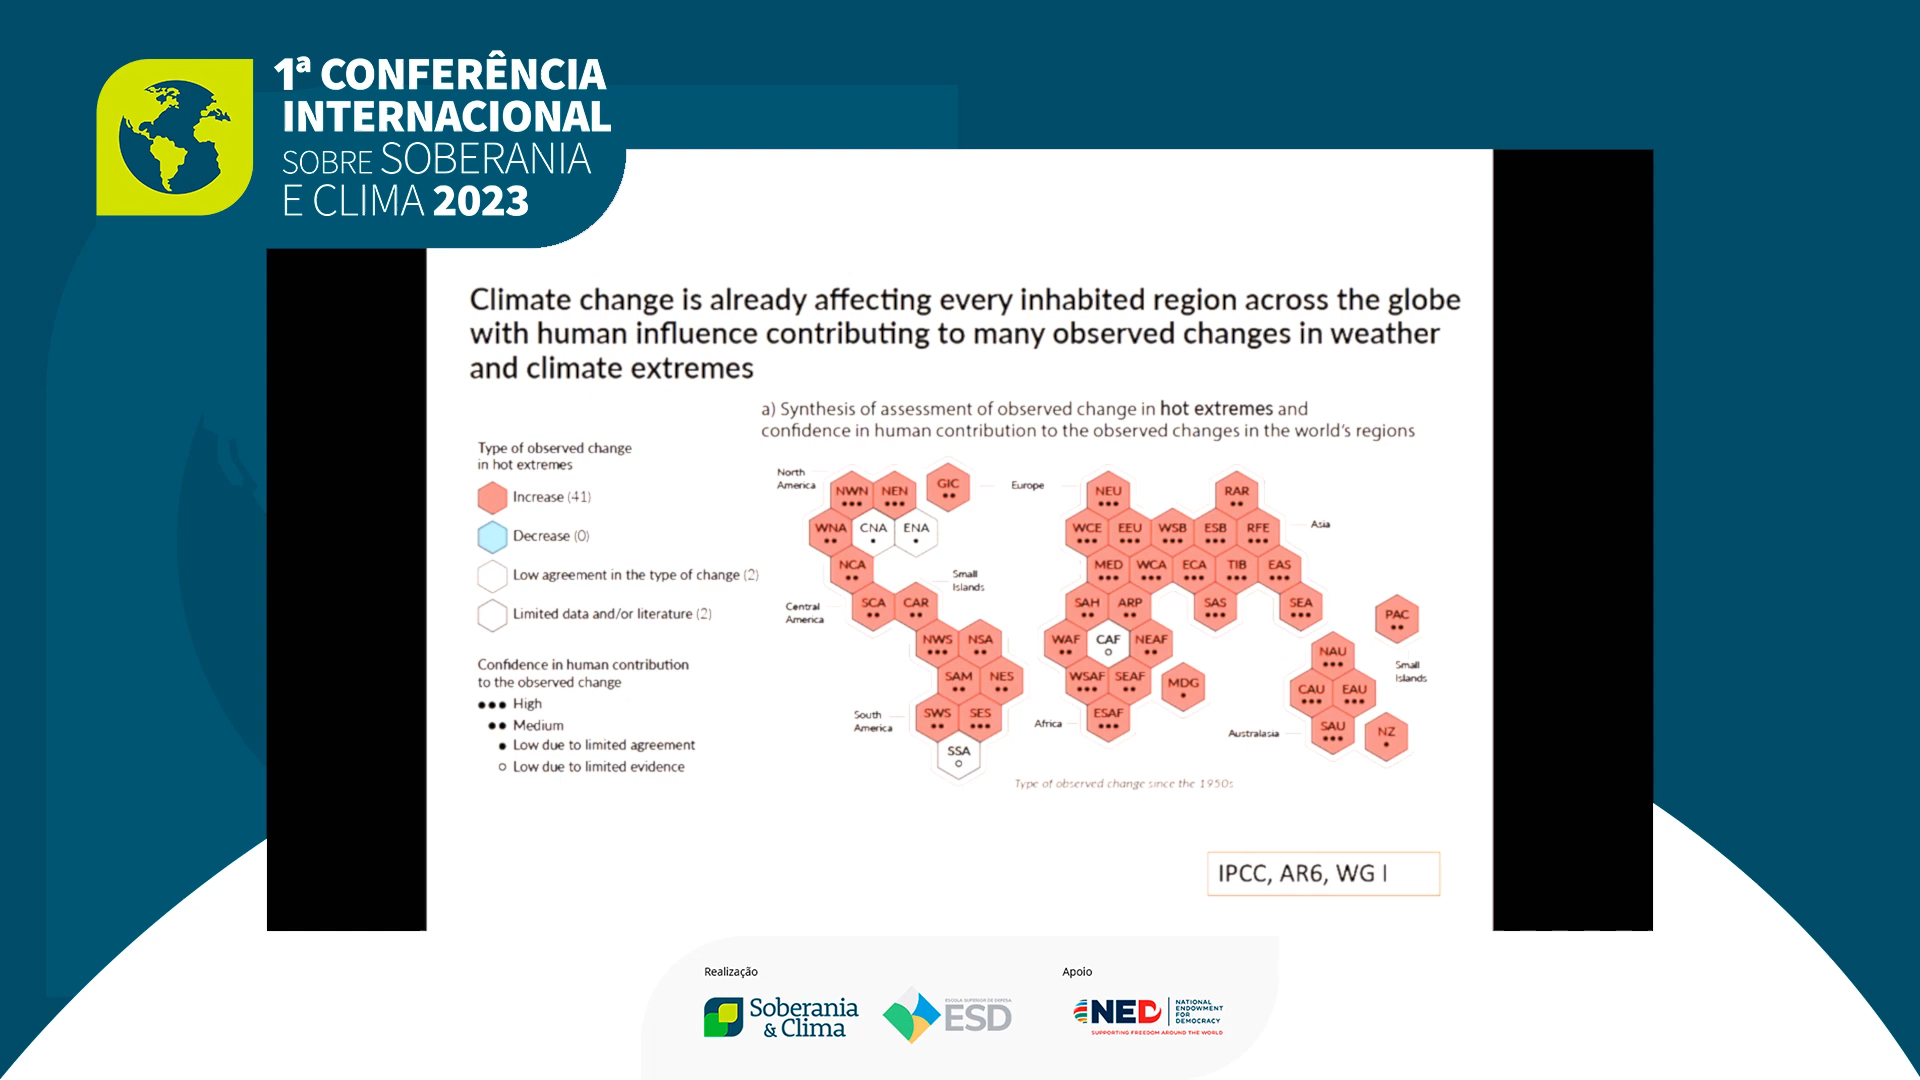 1ª CONFERÊNCIA
INTERNACIONAL
SOBRE SOBERANIA
E CLIMA 2023
Climate change is already affecting every inhabited region across the globe
with human influence contributing to many observed changes in weather
and climate extremes
a) Synthesis of assessment of observed change in hot extremes and
confidence in human contribution to the observed changes in the world's regions
Type of observed change
in hot extremes
Increase (41)
Decrease (0)
Low agreement in the type of change (2)
Limited data and/or literature (2)
Confidence in human contribution
to the observed change
High
Medium
Low due to limited agreement
Low due to limited evidence
North
America
NWN NEN GIC
WNA CNA ENA
NCA
Small
Islands
Central
America
SCA CAR
NWS NSA
SAM NES
South
America
SWS SES
SSA
Europe
NEU RAR
WCE EEU WSB ESB RFE
Asia
MED WCA ECA TIB EAS
SAH ARP SAS SEA
WAF CAF NEAF
WSAF SEAF MDG
Africa
ESAF
PAC
Small
Islands
NAU
CAU EAU
Australasia
SAU NZ
Type of observed change since the 1950s
IPCC, AR6, WG I
Realização
Soberania
& Clima
ESCOLA SUPERIOR DE DEFESA
ESD
Apoio
NED
NATIONAL
ENDOWMENT
FOR
DEMOCRACY
SUPPORTING FREEDOM AROUND THE WORLD